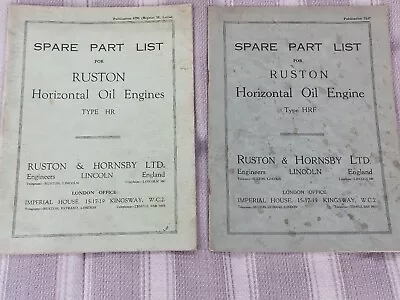 SPARE PART LIST
FOR
RUSTON
Horizontal Oil Engines
TYPE HR
RUSTON & HORNSBY LTD.
Engineers LINCOLN England
LONDON OFFICE:
IMPERIAL HOUSE, 15-17-19 KINGSWAY, W.C.2.
SPARE PART LIST
FOR
RUSTON
Horizontal Oil Engine
Type HRF
RUSTON & HORNSBY LTD.
Engineers LINCOLN England
LONDON OFFICE:
IMPERIAL HOUSE, 15-17-19 KINGSWAY, W.C.2